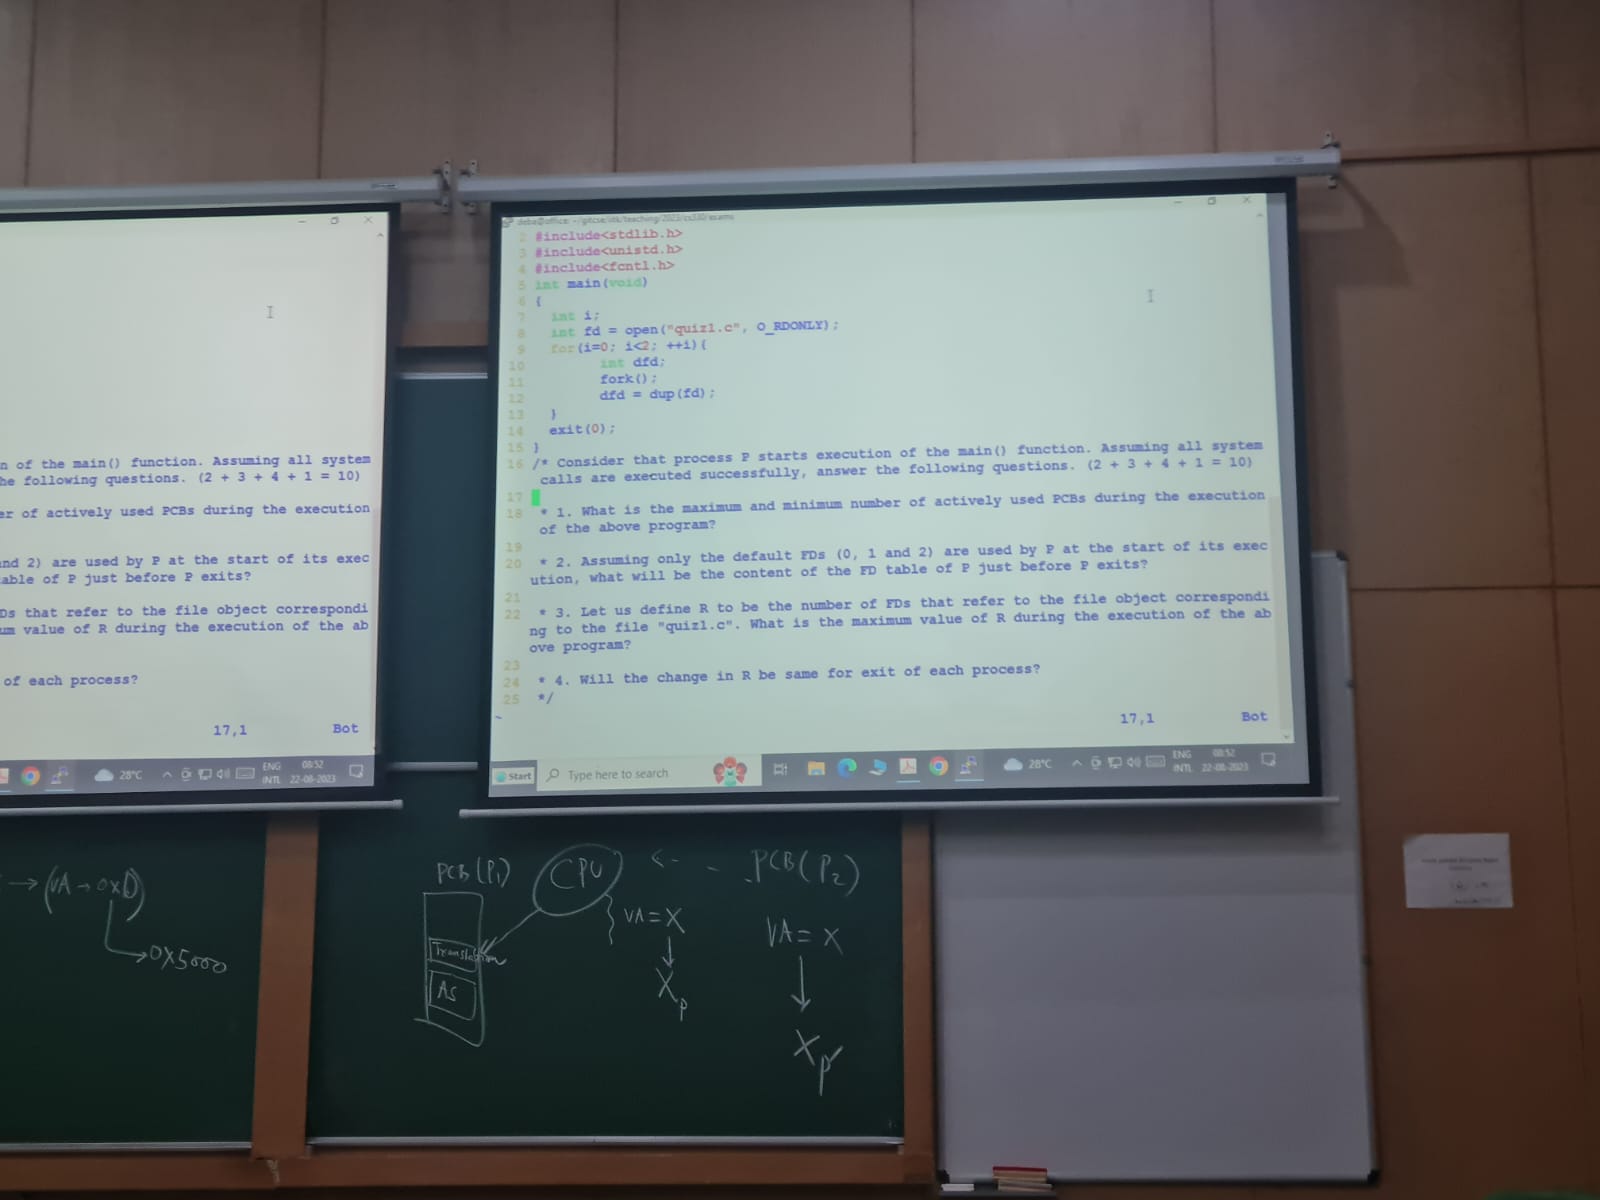 n of the main() function. Assuming all system
he following questions. (2 + 3 + 4 + 1 = 10)
er of actively used PCBs during the execution
nd 2) are used by P at the start of its exec
able of P just before P exits?
Ds that refer to the file object correspondi
um value of R during the execution of the ab
of each process?
17,1 Bot
28°C ENG INTL 08:52 22-08-2023
deba@office: ~/gitcse/iitk/teaching/2023/cs330/exams
2 #include<stdlib.h>
3 #include<unistd.h>
4 #include<fcntl.h>
5 int main(void)
6 {
7 int i;
8 int fd = open("quiz1.c", O_RDONLY);
9 for(i=0; i<2; ++i){
10 int dfd;
11 fork();
12 dfd = dup(fd);
13 }
14 exit(0);
15 }
16 /* Consider that process P starts execution of the main() function. Assuming all system
calls are executed successfully, answer the following questions. (2 + 3 + 4 + 1 = 10)
17
18 * 1. What is the maximum and minimum number of actively used PCBs during the execution
of the above program?
19
20 * 2. Assuming only the default FDs (0, 1 and 2) are used by P at the start of its exec
ution, what will be the content of the FD table of P just before P exits?
21
22 * 3. Let us define R to be the number of FDs that refer to the file object correspondi
ng to the file "quiz1.c". What is the maximum value of R during the execution of the ab
ove program?
23
24 * 4. Will the change in R be same for exit of each process?
25 */
~
17,1 Bot
Start Type here to search 28°C ENG INTL 08:52 22-08-2023
→ (VA → 0xD)
→ 0x5000
PCB(P1) CPU ← - - PCB(P2)
VA = X VA = X
Translation
AS
Xp Xp'